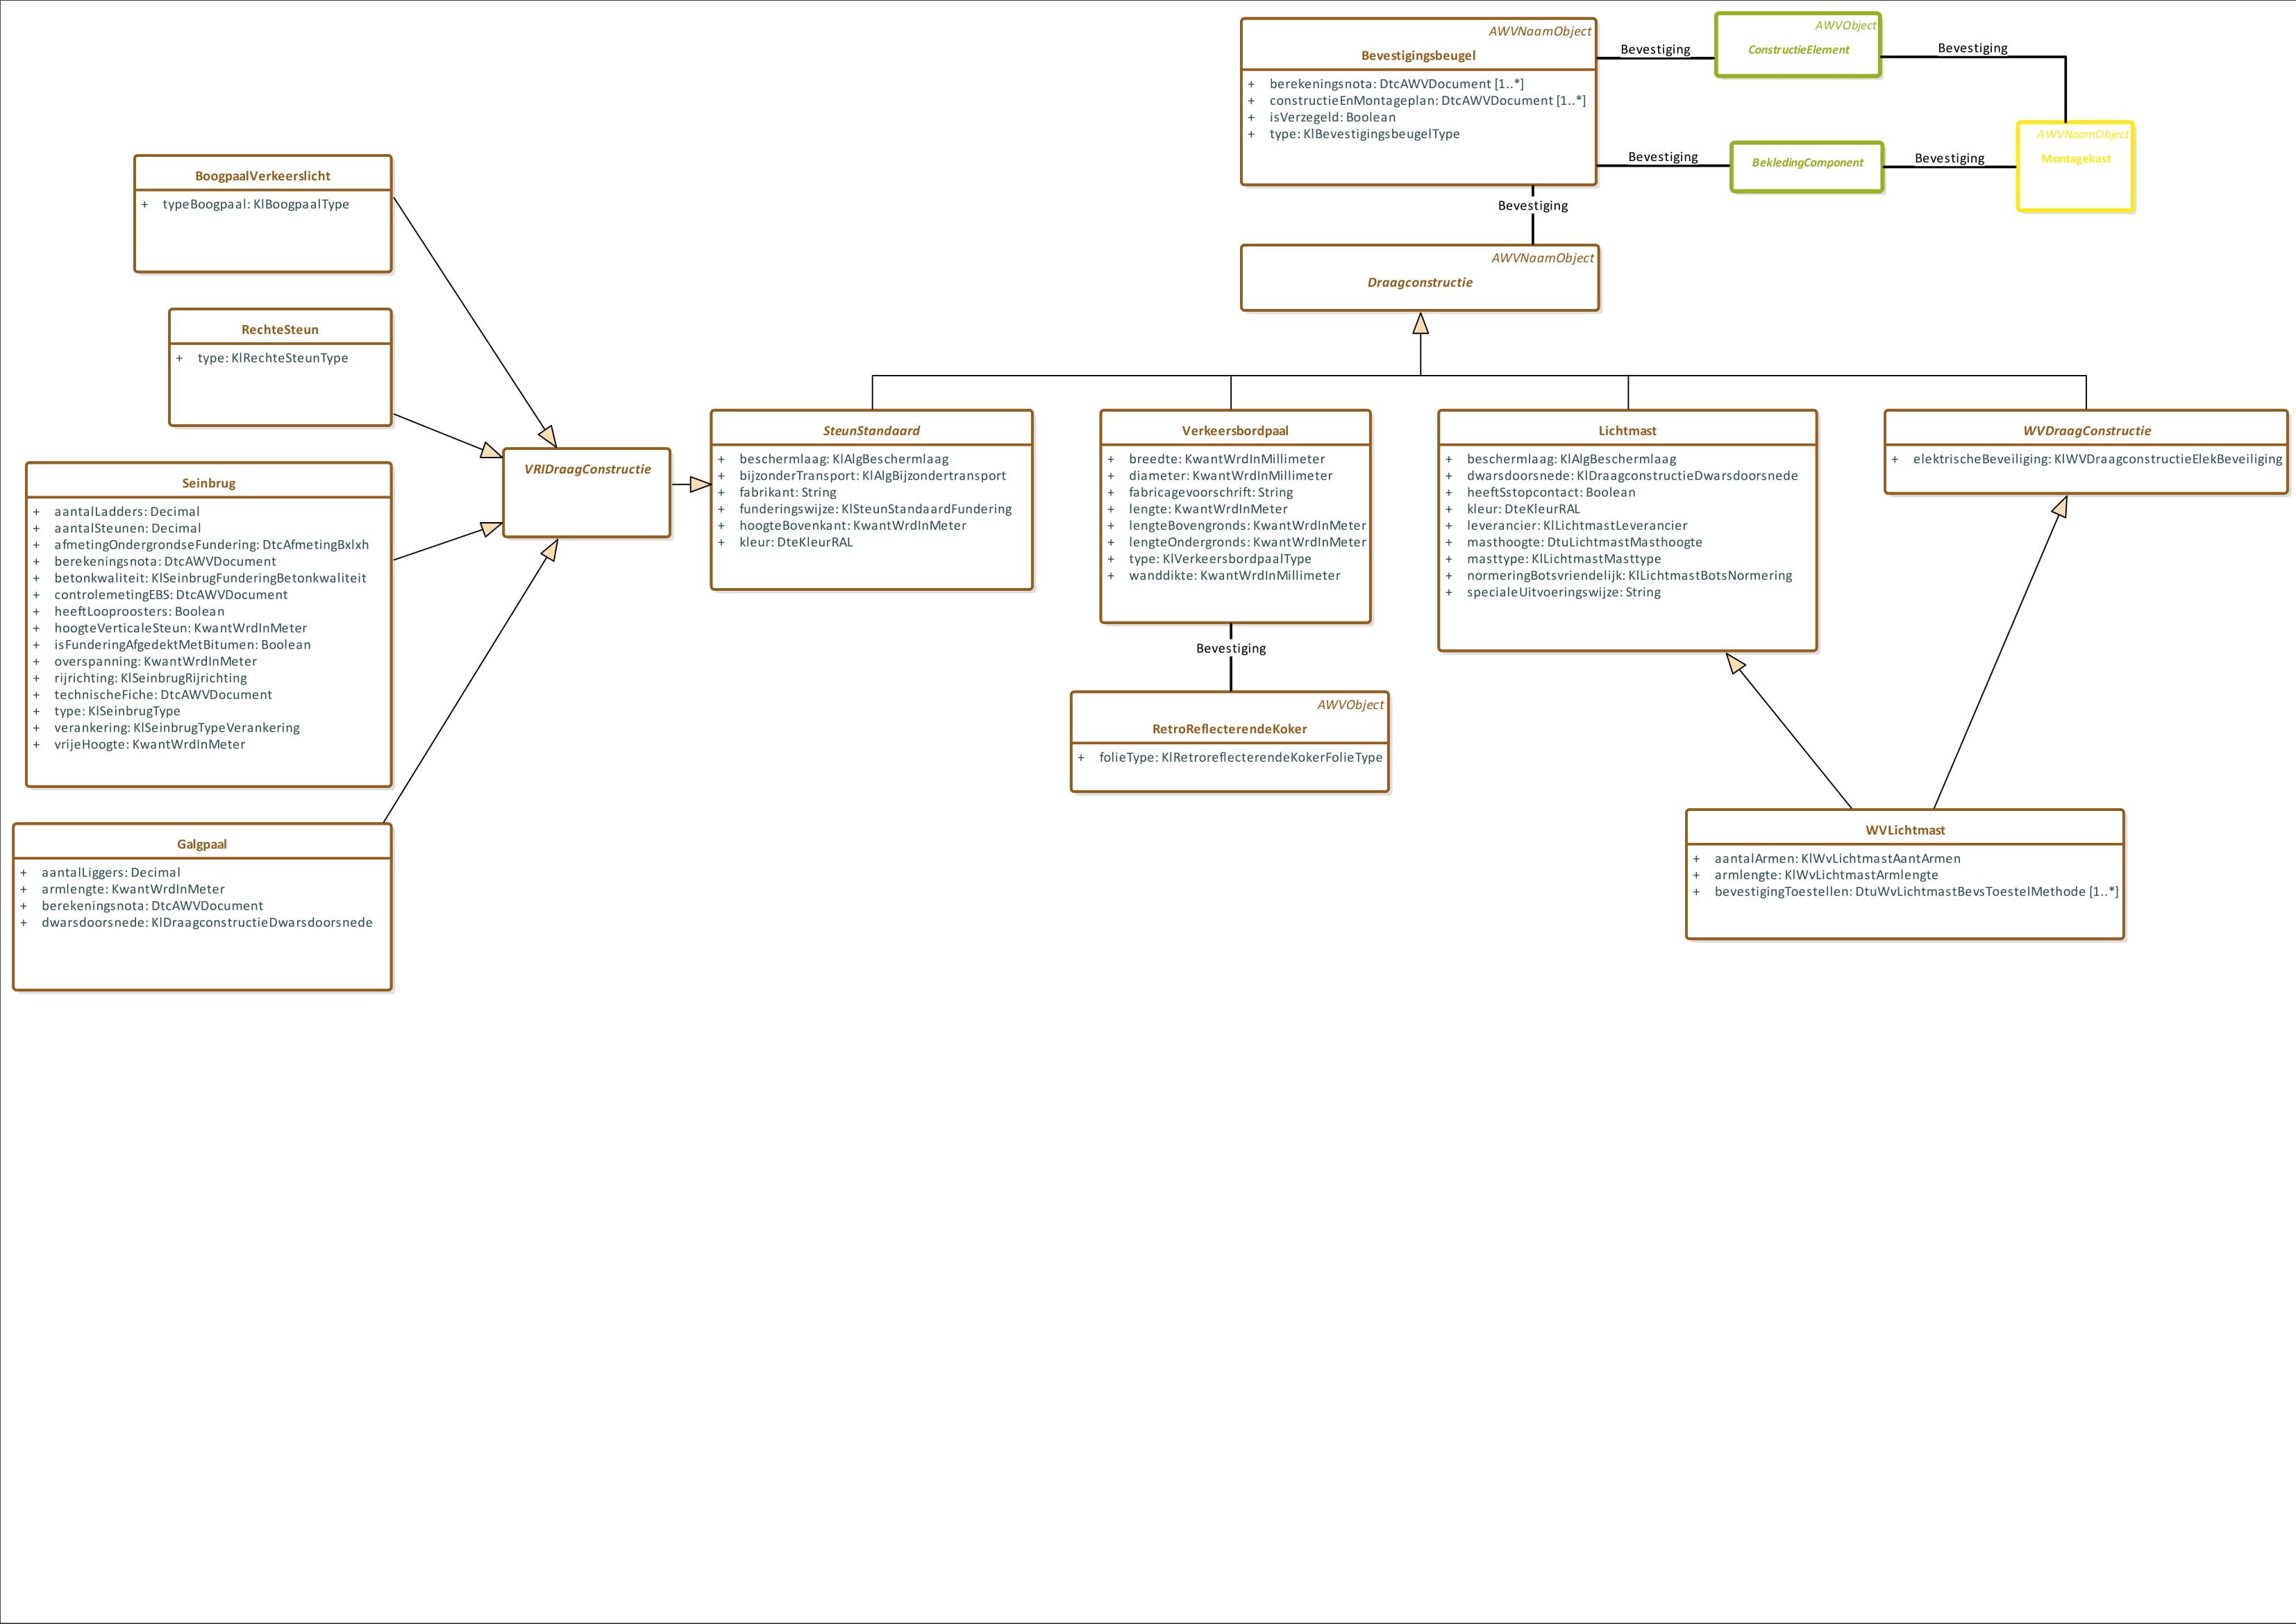 AWVNaamObject
Bevestigingsbeugel
+ berekeningsnota: DtcAWVDocument [1..*]
+ constructieEnMontageplan: DtcAWVDocument [1..*]
+ isVerzegeld: Boolean
+ type: KlBevestigingsbeugelType
Bevestiging
AWVObject
ConstructieElement
Bevestiging
Bevestiging
BekledingComponent
Bevestiging
AWVNaamObject
Montagekast
Bevestiging
AWVNaamObject
Draagconstructie
BoogpaalVerkeerslicht
+ typeBoogpaal: KlBoogpaalType
RechteSteun
+ type: KlRechteSteunType
Seinbrug
+ aantalLadders: Decimal
+ aantalSteunen: Decimal
+ afmetingOndergrondseFundering: DtcAfmetingBxlxh
+ berekeningsnota: DtcAWVDocument
+ betonkwaliteit: KlSeinbrugFunderingBetonkwaliteit
+ controlemetingEBS: DtcAWVDocument
+ heeftLooproosters: Boolean
+ hoogteVerticaleSteun: KwantWrdInMeter
+ isFunderingAfgedektMetBitumen: Boolean
+ overspanning: KwantWrdInMeter
+ rijrichting: KlSeinbrugRijrichting
+ technischeFiche: DtcAWVDocument
+ type: KlSeinbrugType
+ verankering: KlSeinbrugTypeVerankering
+ vrijeHoogte: KwantWrdInMeter
Galgpaal
+ aantalLiggers: Decimal
+ armlengte: KwantWrdInMeter
+ berekeningsnota: DtcAWVDocument
+ dwarsdoorsnede: KlDraagconstructieDwarsdoorsnede
VRIDraagConstructie
SteunStandaard
+ beschermlaag: KlAlgBeschermlaag
+ bijzonderTransport: KlAlgBijzondertransport
+ fabrikant: String
+ funderingswijze: KlSteunStandaardFundering
+ hoogteBovenkant: KwantWrdInMeter
+ kleur: DteKleurRAL
Verkeersbordpaal
+ breedte: KwantWrdInMillimeter
+ diameter: KwantWrdInMillimeter
+ fabricagevoorschrift: String
+ lengte: KwantWrdInMeter
+ lengteBovengronds: KwantWrdInMeter
+ lengteOndergronds: KwantWrdInMeter
+ type: KlVerkeersbordpaalType
+ wanddikte: KwantWrdInMillimeter
Bevestiging
AWVObject
RetroReflecterendeKoker
+ folieType: KlRetroreflecterendeKokerFolieType
Lichtmast
+ beschermlaag: KlAlgBeschermlaag
+ dwarsdoorsnede: KlDraagconstructieDwarsdoorsnede
+ heeftSstopcontact: Boolean
+ kleur: DteKleurRAL
+ leverancier: KlLichtmastLeverancier
+ masthoogte: DtuLichtmastMasthoogte
+ masttype: KlLichtmastMasttype
+ normeringBotsvriendelijk: KlLichtmastBotsNormering
+ specialeUitvoeringswijze: String
WVDraagConstructie
+ elektrischeBeveiliging: KlWVDraagconstructieElekBeveiliging
WVLichtmast
+ aantalArmen: KlWvLichtmastAantArmen
+ armlengte: KlWvLichtmastArmlengte
+ bevestigingToestellen: DtuWvLichtmastBevsToestelMethode [1..*]